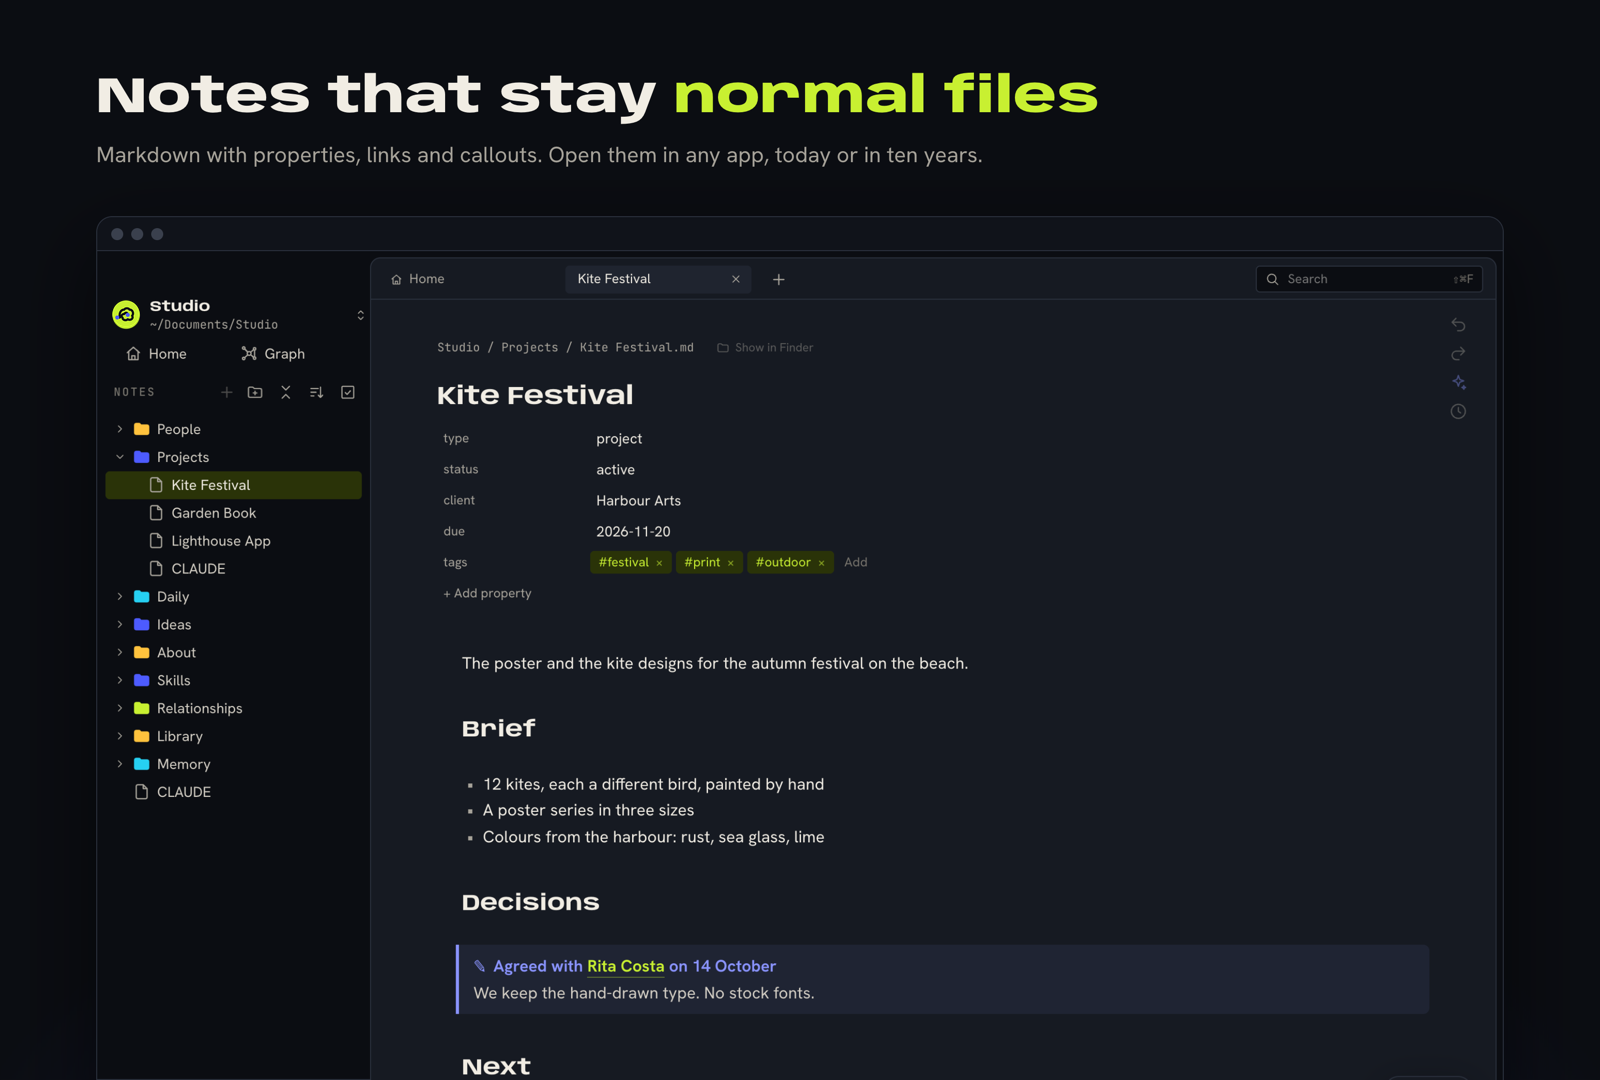 Notes that stay normal files
Markdown with properties, links and callouts. Open them in any app, today or in ten years.
Home
Kite Festival
Search
⇧⌘F
Studio
~/Documents/Studio
Home
Graph
NOTES
People
Projects
Kite Festival
Garden Book
Lighthouse App
CLAUDE
Daily
Ideas
About
Skills
Relationships
Library
Memory
CLAUDE
Studio / Projects / Kite Festival.md
Show in Finder
Kite Festival
type project
status active
client Harbour Arts
due 2026-11-20
tags #festival × #print × #outdoor × Add
+ Add property
The poster and the kite designs for the autumn festival on the beach.
Brief
▪ 12 kites, each a different bird, painted by hand
▪ A poster series in three sizes
▪ Colours from the harbour: rust, sea glass, lime
Decisions
✎ Agreed with Rita Costa on 14 October
We keep the hand-drawn type. No stock fonts.
Next